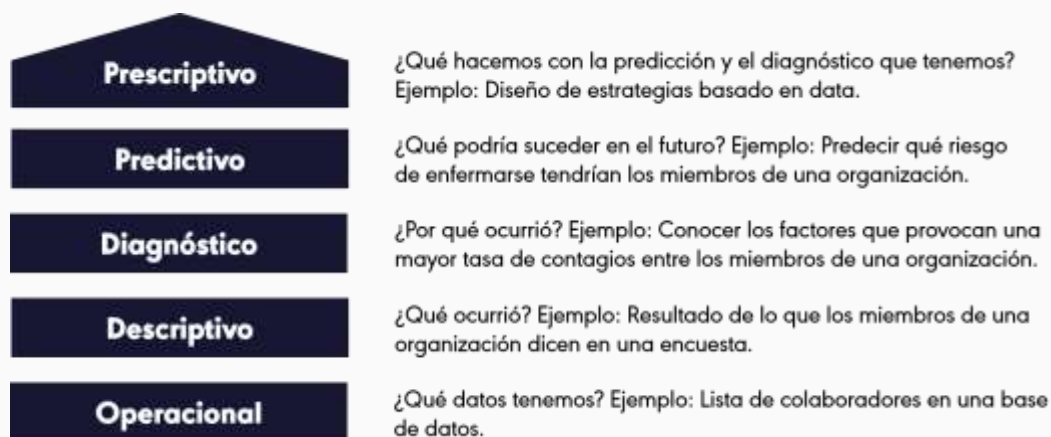 Prescriptivo
¿Qué hacemos con la predicción y el diagnóstico que tenemos?
Ejemplo: Diseño de estrategias basado en data.
Predictivo
¿Qué podría suceder en el futuro? Ejemplo: Predecir qué riesgo
de enfermarse tendrían los miembros de una organización.
Diagnóstico
¿Por qué ocurrió? Ejemplo: Conocer los factores que provocan una
mayor tasa de contagios entre los miembros de una organización.
Descriptivo
¿Qué ocurrió? Ejemplo: Resultado de lo que los miembros de una
organización dicen en una encuesta.
Operacional
¿Qué datos tenemos? Ejemplo: Lista de colaboradores en una base
de datos.